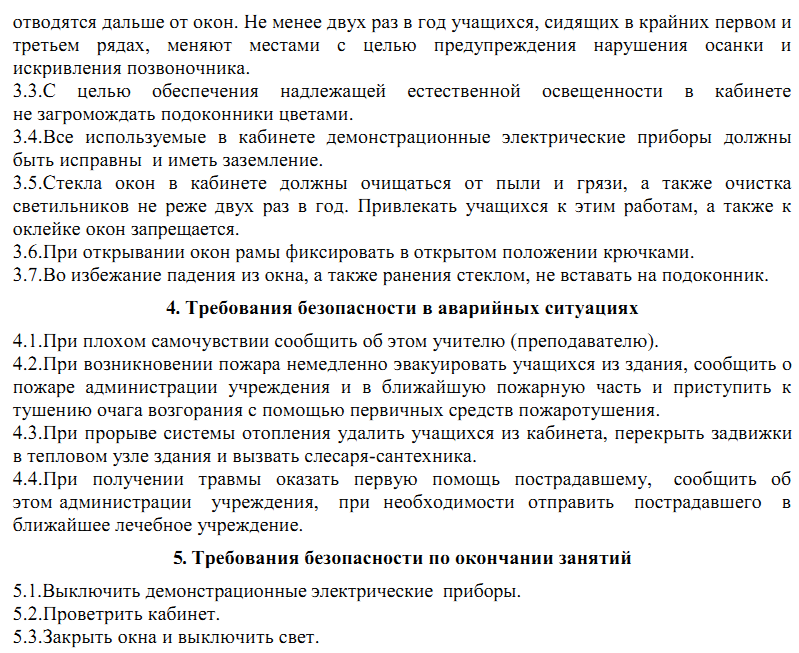 отводятся дальше от окон. Не менее двух раз в год учащихся, сидящих в крайних первом и
третьем рядах, меняют местами с целью предупреждения нарушения осанки и
искривления позвоночника.
3.3.С целью обеспечения надлежащей естественной освещенности в кабинете
не загромождать подоконники цветами.
3.4.Все используемые в кабинете демонстрационные электрические приборы должны
быть исправны и иметь заземление.
3.5.Стекла окон в кабинете должны очищаться от пыли и грязи, а также очистка
светильников не реже двух раз в год. Привлекать учащихся к этим работам, а также к
оклейке окон запрещается.
3.6.При открывании окон рамы фиксировать в открытом положении крючками.
3.7.Во избежание падения из окна, а также ранения стеклом, не вставать на подоконник.
4. Требования безопасности в аварийных ситуациях
4.1.При плохом самочувствии сообщить об этом учителю (преподавателю).
4.2.При возникновении пожара немедленно эвакуировать учащихся из здания, сообщить о
пожаре администрации учреждения и в ближайшую пожарную часть и приступить к
тушению очага возгорания с помощью первичных средств пожаротушения.
4.3.При прорыве системы отопления удалить учащихся из кабинета, перекрыть задвижки
в тепловом узле здания и вызвать слесаря-сантехника.
4.4.При получении травмы оказать первую помощь пострадавшему, сообщить об
этом администрации учреждения, при необходимости отправить пострадавшего в
ближайшее лечебное учреждение.
5. Требования безопасности по окончании занятий
5.1.Выключить демонстрационные электрические приборы.
5.2.Проветрить кабинет.
5.3.Закрыть окна и выключить свет.